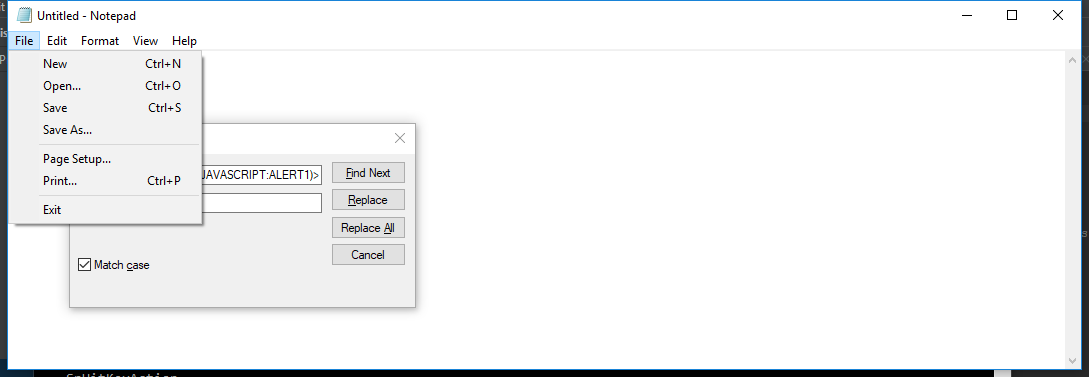 Untitled - Notepad
File Edit Format View Help
New Ctrl+N
Open... Ctrl+O
Save Ctrl+S
Save As...
Page Setup...
Print... Ctrl+P
Exit
JAVASCRIPT:ALERT1)>
Find Next
Replace
Replace All
Cancel
Match case